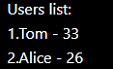 Users list:
1.Tom - 33
2.Alice - 26